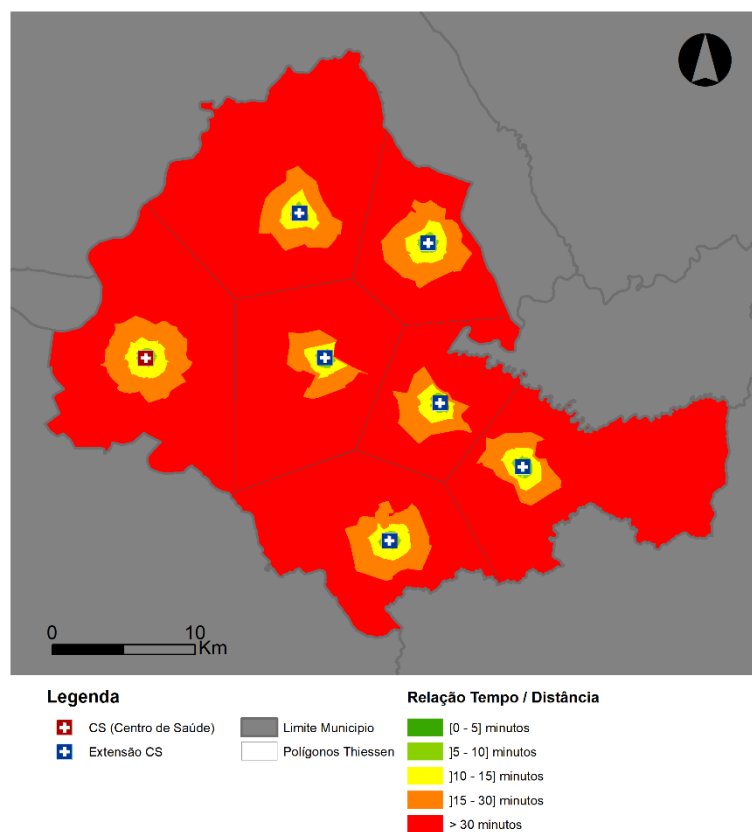 0 10
Km
Legenda
CS (Centro de Saúde)
Extensão CS
Limite Municipio
Polígonos Thiessen
Relação Tempo / Distância
[0 - 5] minutos
]5 - 10] minutos
]10 - 15] minutos
]15 - 30] minutos
> 30 minutos